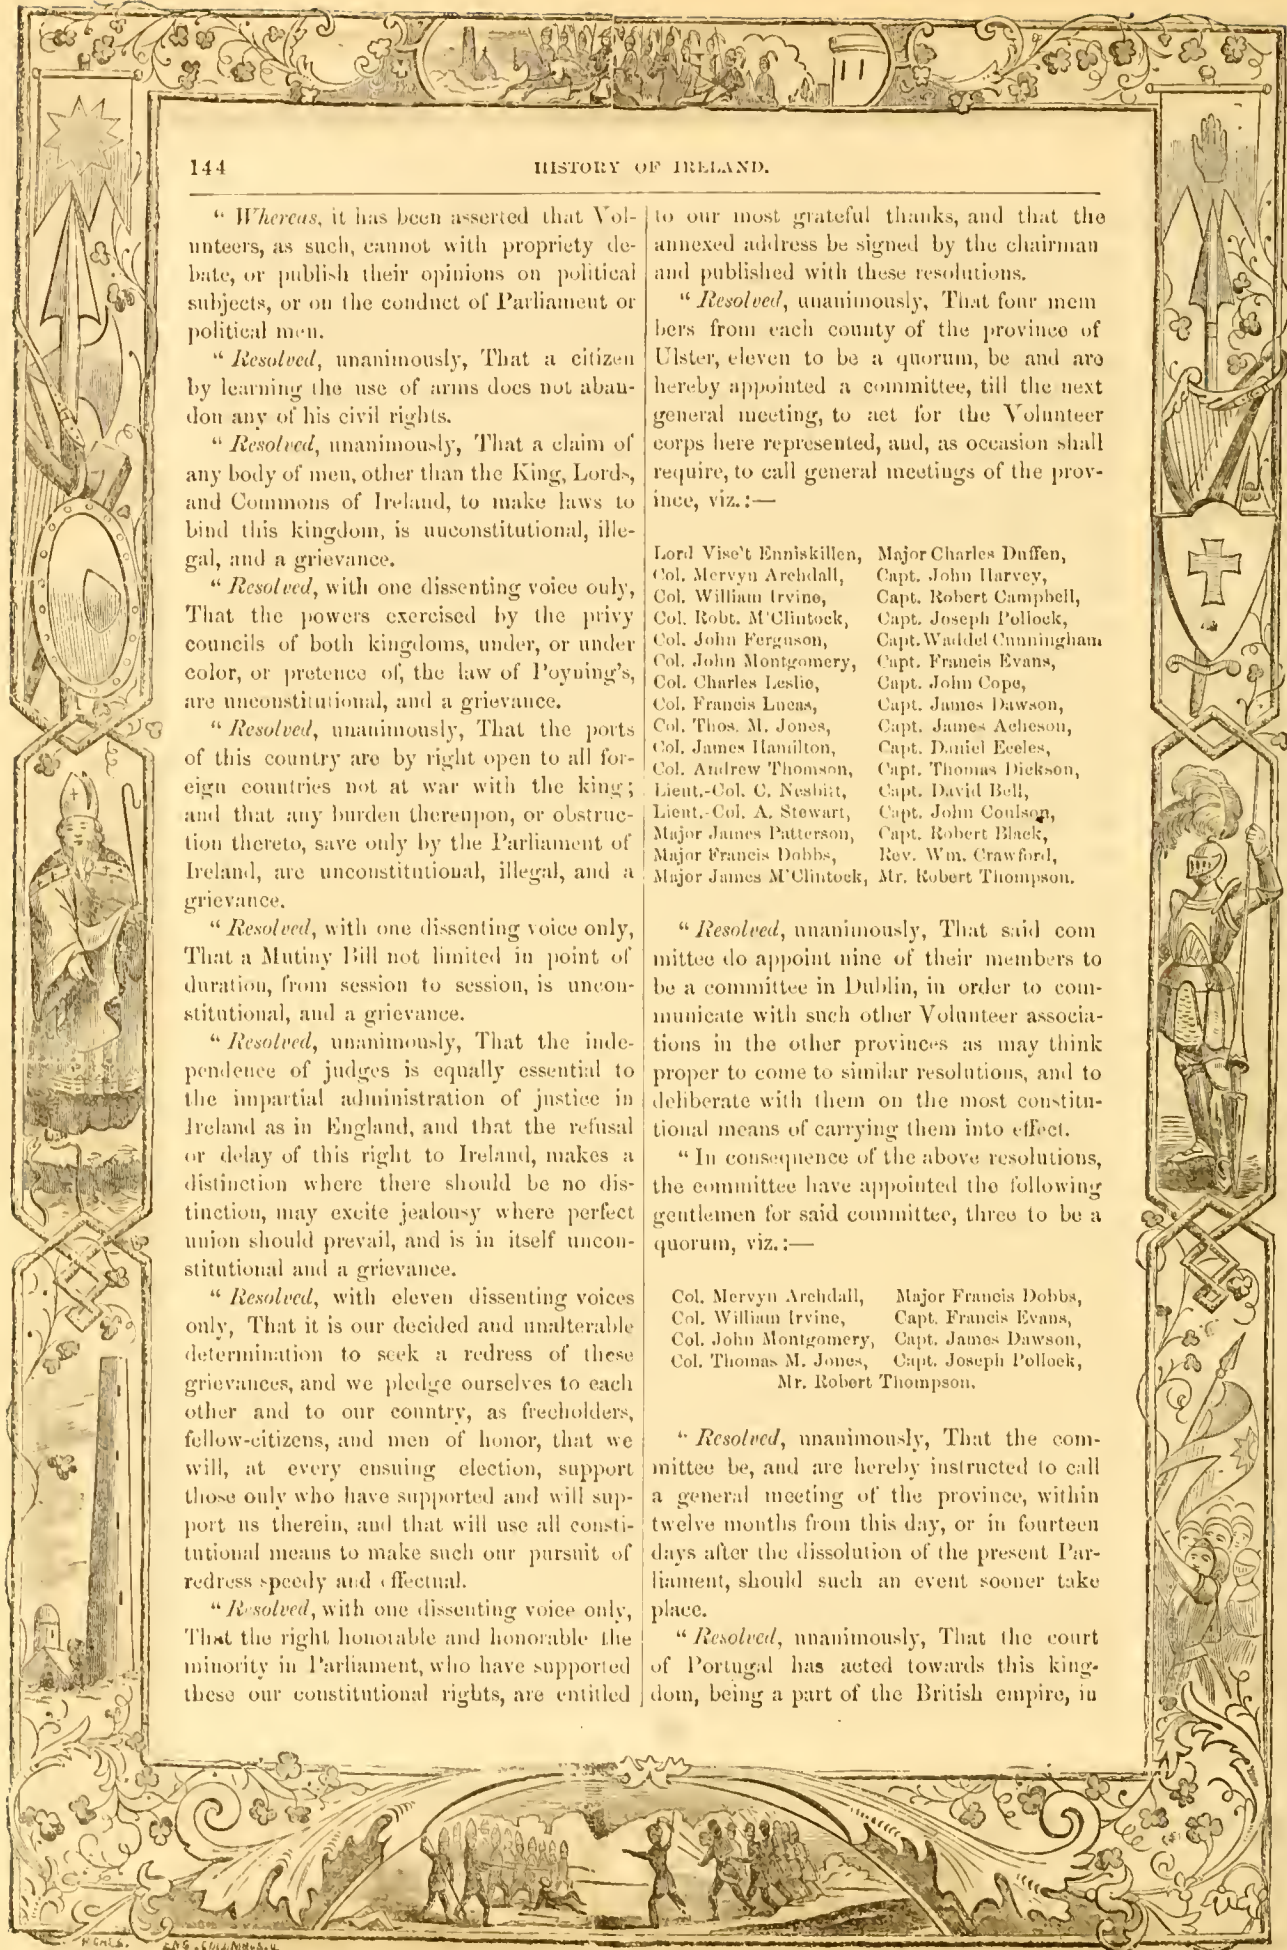 144
HISTORY OF IRELAND.
“ Whereas, it has been asserted that Vol-
unteers, as such, cannot with propriety de-
bate, or publish their opinions on political
subjects, or on the conduct of Parliament or
political men.
“ Resolved, unanimously, That a citizen
by learning the use of arms does not aban-
don any of his civil rights.
“ Resolved, unanimously, That a claim of
any body of men, other than the King, Lords,
and Commons of Ireland, to make laws to
bind this kingdom, is unconstitutional, ille-
gal, and a grievance.
“ Resolved, with one dissenting voice only,
That the powers exercised by the privy
councils of both kingdoms, under, or under
color, or pretence of, the law of Poyning's,
are unconstitutional, and a grievance.
“ Resolved, unanimously, That the ports
of this country are by right open to all for-
eign countries not at war with the king;
and that any burden thereupon, or obstruc-
tion thereto, save only by the Parliament of
Ireland, are unconstitutional, illegal, and a
grievance.
“ Resolved, with one dissenting voice only,
That a Mutiny Bill not limited in point of
duration, from session to session, is uncon-
stitutional, and a grievance.
“ Resolved, unanimously, That the inde-
pendence of judges is equally essential to
the impartial administration of justice in
Ireland as in England, and that the refusal
or delay of this right to Ireland, makes a
distinction where there should be no dis-
tinction, may excite jealousy where perfect
union should prevail, and is in itself uncon-
stitutional and a grievance.
“ Resolved, with eleven dissenting voices
only, That it is our decided and unalterable
determination to seek a redress of these
grievances, and we pledge ourselves to each
other and to our country, as freeholders,
fellow-citizens, and men of honor, that we
will, at every ensuing election, support
those only who have supported and will sup-
port us therein, and that will use all consti-
tutional means to make such our pursuit of
redress speedy and effectual.
“ Resolved, with one dissenting voice only,
That the right honorable and honorable the
minority in Parliament, who have supported
these our constitutional rights, are entitled
to our most grateful thanks, and that the
annexed address be signed by the chairman
and published with these resolutions.
“ Resolved, unanimously, That four mem
bers from each county of the province of
Ulster, eleven to be a quorum, be and are
hereby appointed a committee, till the next
general meeting, to act for the Volunteer
corps here represented, and, as occasion shall
require, to call general meetings of the prov-
ince, viz.:—
Lord Visc't Enniskillen, Major Charles Duffen,
Col. Mervyn Archdall, Capt. John Harvey,
Col. William Irvine, Capt. Robert Campbell,
Col. Robt. M'Clintock, Capt. Joseph Pollock,
Col. John Ferguson, Capt. Waddel Cunningham
Col. John Montgomery, Capt. Francis Evans,
Col. Charles Leslie, Capt. John Cope,
Col. Francis Lucas, Capt. James Dawson,
Col. Thos. M. Jones, Capt. James Acheson,
Col. James Hamilton, Capt. Daniel Eccles,
Col. Andrew Thomson, Capt. Thomas Dickson,
Lieut.-Col. C. Nesbitt, Capt. David Bell,
Lieut.-Col. A. Stewart, Capt. John Coulson,
Major James Patterson, Capt. Robert Black,
Major Francis Dobbs, Rev. Wm. Crawford,
Major James M'Clintock, Mr. Robert Thompson.
“ Resolved, unanimously, That said com
mittee do appoint nine of their members to
be a committee in Dublin, in order to com-
municate with such other Volunteer associa-
tions in the other provinces as may think
proper to come to similar resolutions, and to
deliberate with them on the most constitu-
tional means of carrying them into effect.
“ In consequence of the above resolutions,
the committee have appointed the following
gentlemen for said committee, three to be a
quorum, viz.:—
Col. Mervyn Archdall, Major Francis Dobbs,
Col. William Irvine, Capt. Francis Evans,
Col. John Montgomery, Capt. James Dawson,
Col. Thomas M. Jones, Capt. Joseph Pollock,
Mr. Robert Thompson.
“ Resolved, unanimously, That the com-
mittee be, and are hereby instructed to call
a general meeting of the province, within
twelve months from this day, or in fourteen
days after the dissolution of the present Par-
liament, should such an event sooner take
place.
“ Resolved, unanimously, That the court
of Portugal has acted towards this king-
dom, being a part of the British empire, in